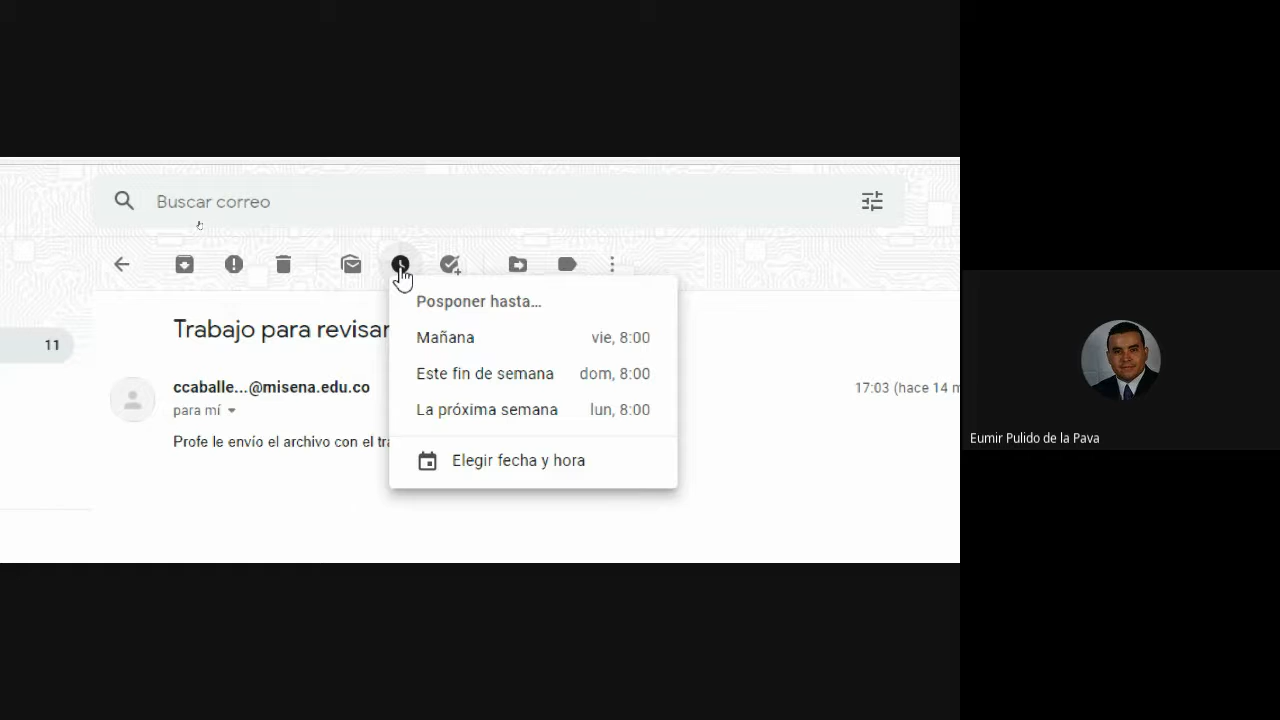 Buscar correo
Posponer hasta...
Trabajo para revisar
Mañana vie, 8:00
11
Este fin de semana dom, 8:00
ccaballe...@misena.edu.co
17:03 (hace 14 m
para mí
La próxima semana lun, 8:00
Profe le envío el archivo con el tra
Elegir fecha y hora
Eumir Pulido de la Pava